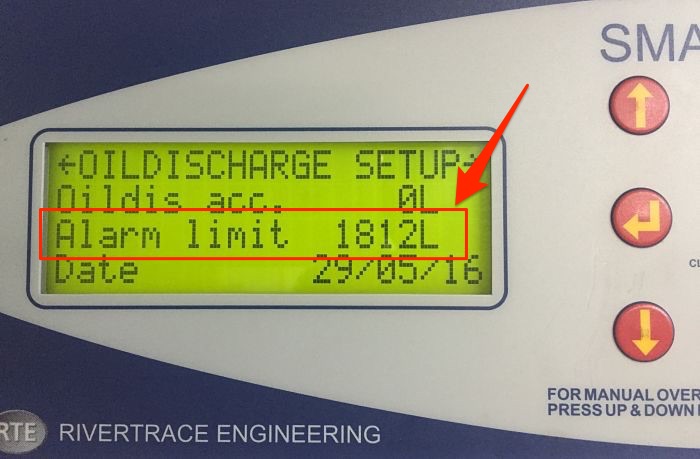 SMA
←OILDISCHARGE SETUP
Oildis acc. 0L
Alarm limit 1812L
Date 29/05/16
CL
FOR MANUAL OVER
PRESS UP & DOWN
RTE
RIVERTRACE ENGINEERING